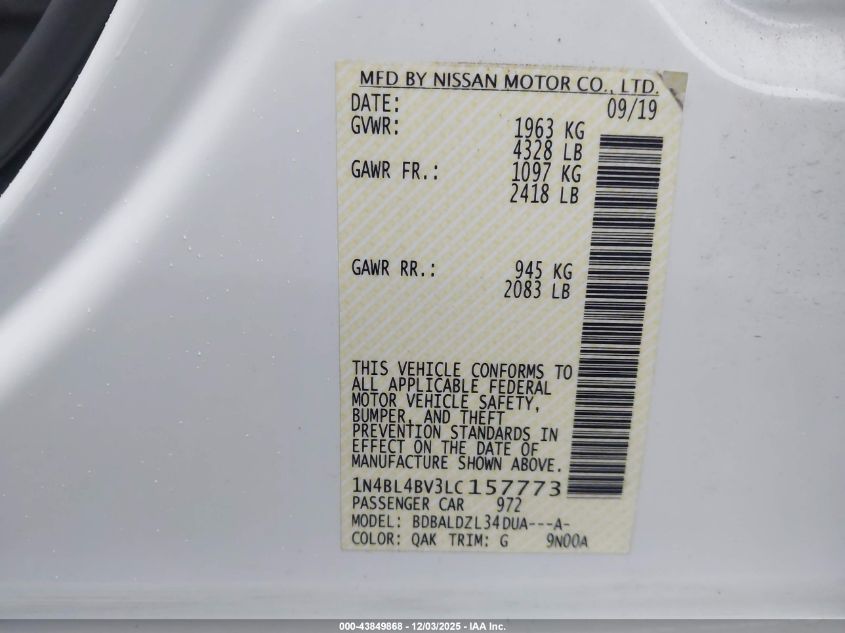 MFD BY NISSAN MOTOR CO., LTD.
DATE: 09/19
GVWR: 1963 KG
4328 LB
GAWR FR.: 1097 KG
2418 LB
GAWR RR.: 945 KG
2083 LB
THIS VEHICLE CONFORMS TO
ALL APPLICABLE FEDERAL
MOTOR VEHICLE SAFETY,
BUMPER, AND THEFT
PREVENTION STANDARDS IN
EFFECT ON THE DATE OF
MANUFACTURE SHOWN ABOVE.
1N4BL4BV3LC157773
PASSENGER CAR 972
MODEL: BDBALDZL34DUA---A-
COLOR: QAK TRIM: G 9N00A
000-43849868 - 12/03/2025 - IAA Inc.